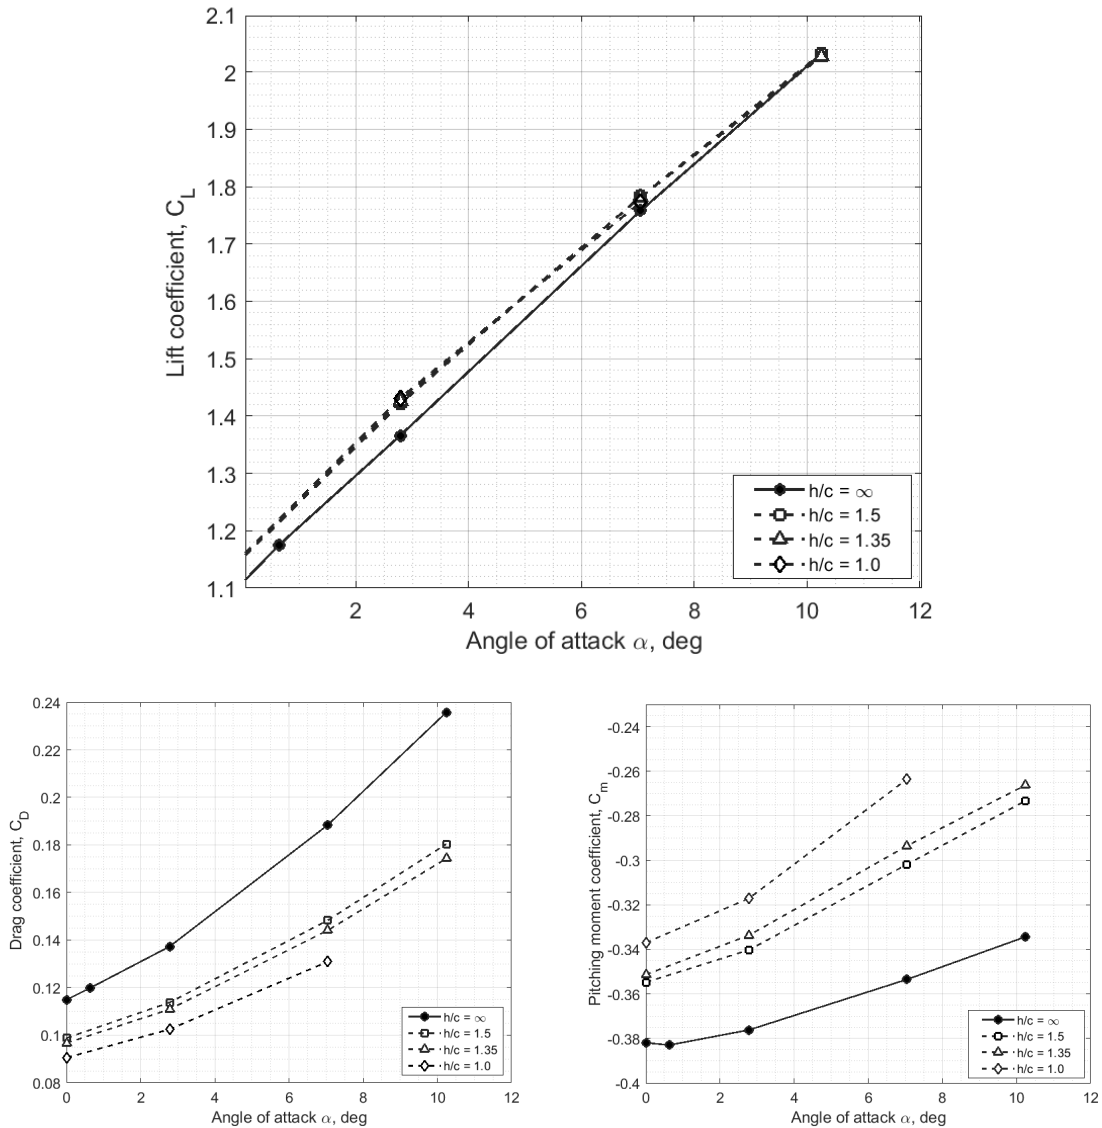 2.1
2
1.9
1.8
1.7
1.6
1.5
1.4
1.3
1.2
1.1
Lift coefficient, C_L
2 4 6 8 10 12
Angle of attack α, deg
h/c = ∞
h/c = 1.5
h/c = 1.35
h/c = 1.0
0.24
0.22
0.2
0.18
0.16
0.14
0.12
0.1
0.08
Drag coefficient, C_D
0 2 4 6 8 10 12
Angle of attack α, deg
h/c = ∞
h/c = 1.5
h/c = 1.35
h/c = 1.0
-0.24
-0.26
-0.28
-0.3
-0.32
-0.34
-0.36
-0.38
-0.4
Pitching moment coefficient, C_m
0 2 4 6 8 10 12
Angle of attack α, deg
h/c = ∞
h/c = 1.5
h/c = 1.35
h/c = 1.0